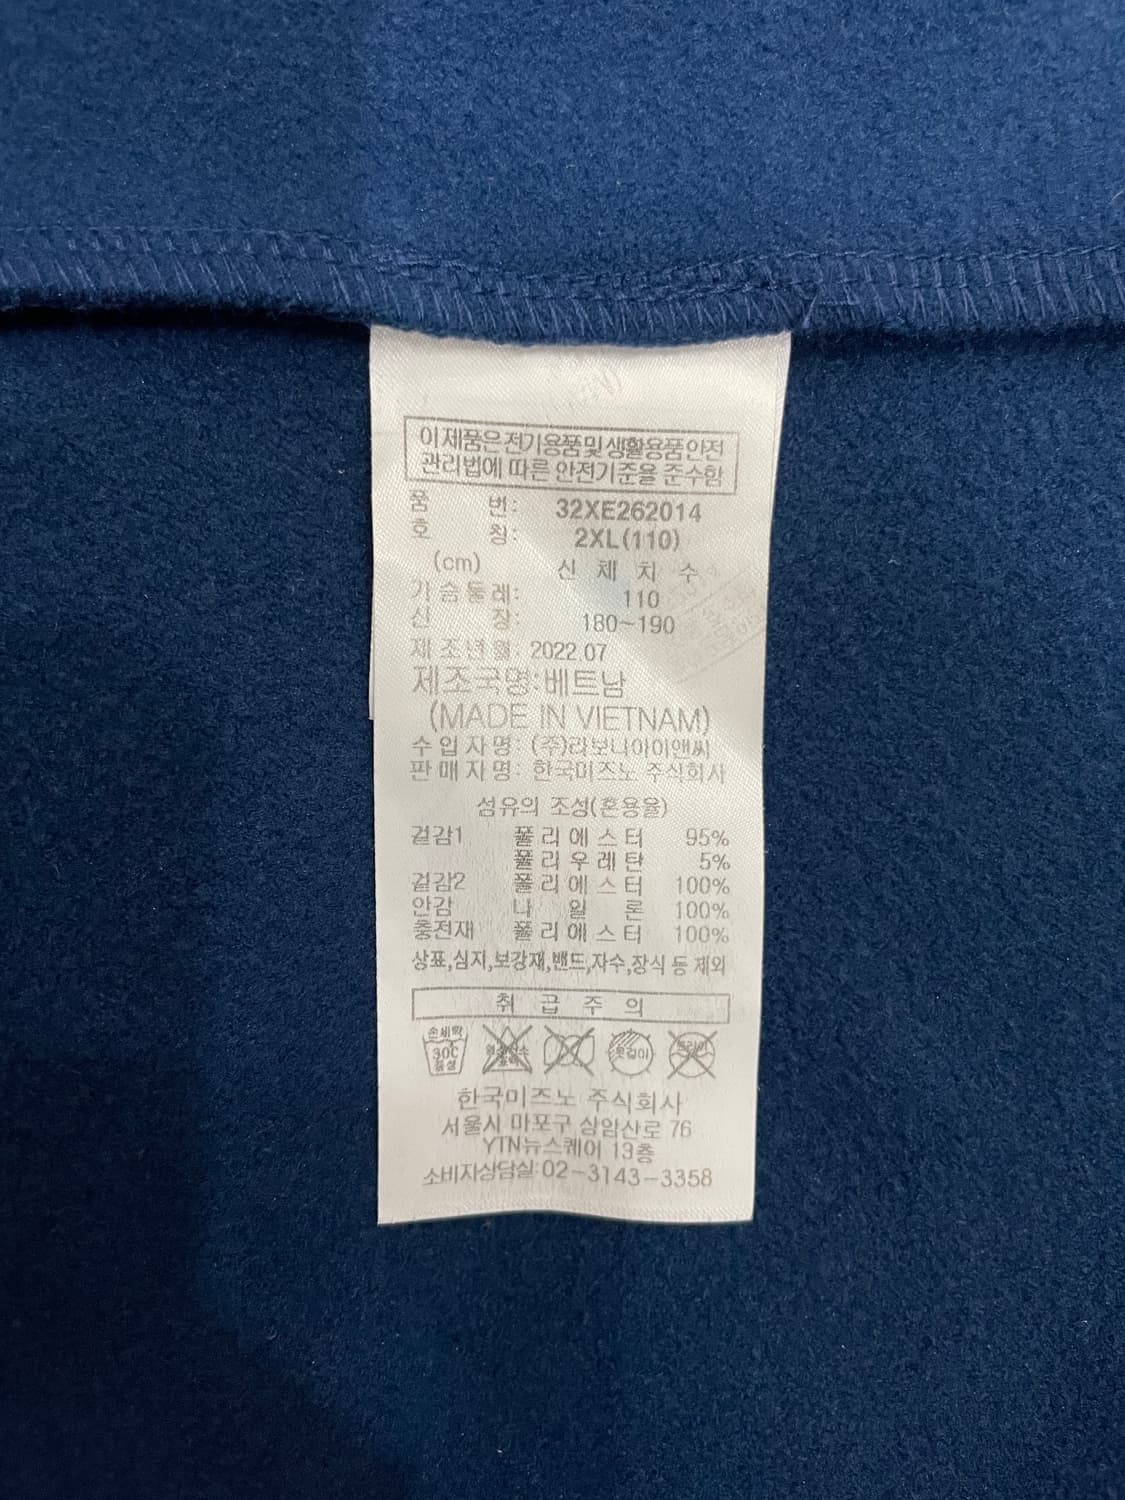 이 제품은 전기용품 및 생활용품 안전
관리법에 따른 안전기준을 준수함
품 번: 32XE262014
호 칭: 2XL(110)
(cm) 신 체 치 수
가슴둘레: 110
신 장: 180~190
제조년월: 2022.07
제조국명:베트남
(MADE IN VIETNAM)
수입자명: (주)라보니아이앤씨
판매자명: 한국미즈노 주식회사
섬유의 조성(혼용율)
겉감1 폴리에스터 95%
폴리우레탄 5%
겉감2 폴리에스터 100%
안감 나 일 론 100%
충전재 폴리에스터 100%
상표,심지,보강재,밴드,자수,장식 등 제외
취 급 주 의
손세탁
30℃
중성
옷걸이
드라이
한국미즈노 주식회사
서울시 마포구 상암산로 76
YTN뉴스퀘어 13층
소비자상담실:02-3143-3358